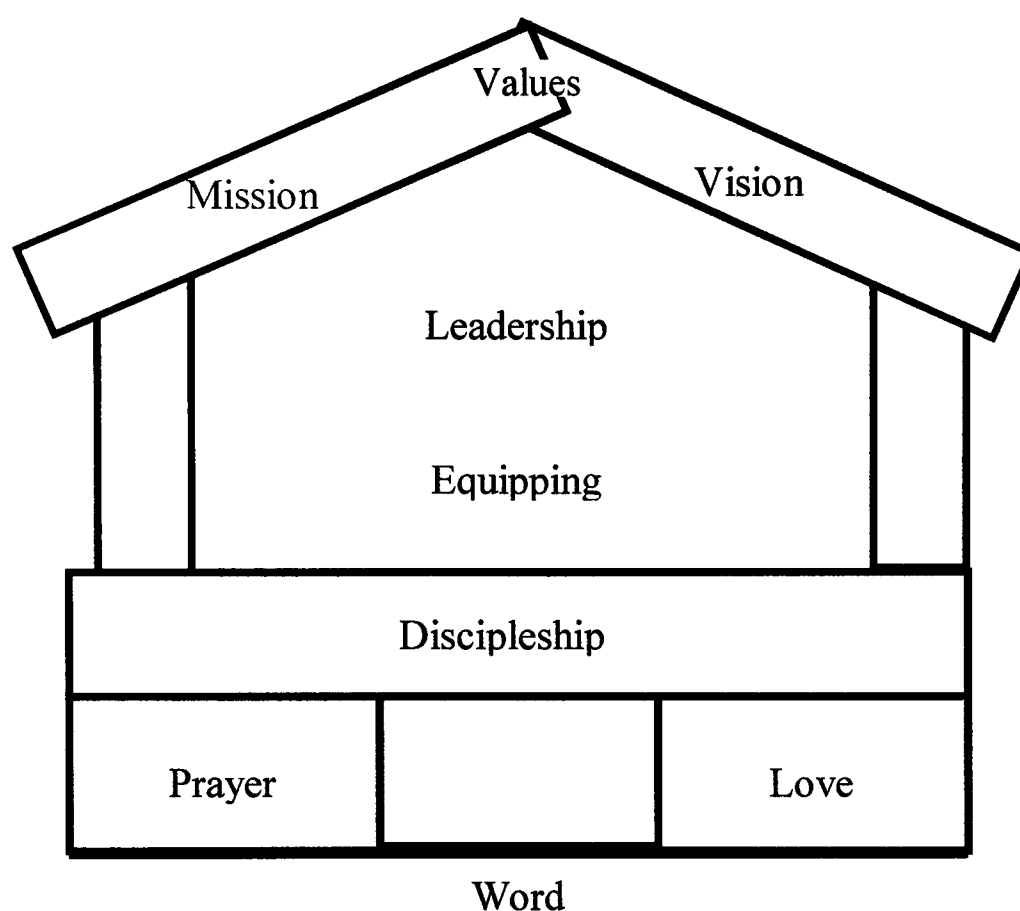 Values
Mission
Vision
Leadership
Equipping
Discipleship
Prayer
Love
Word